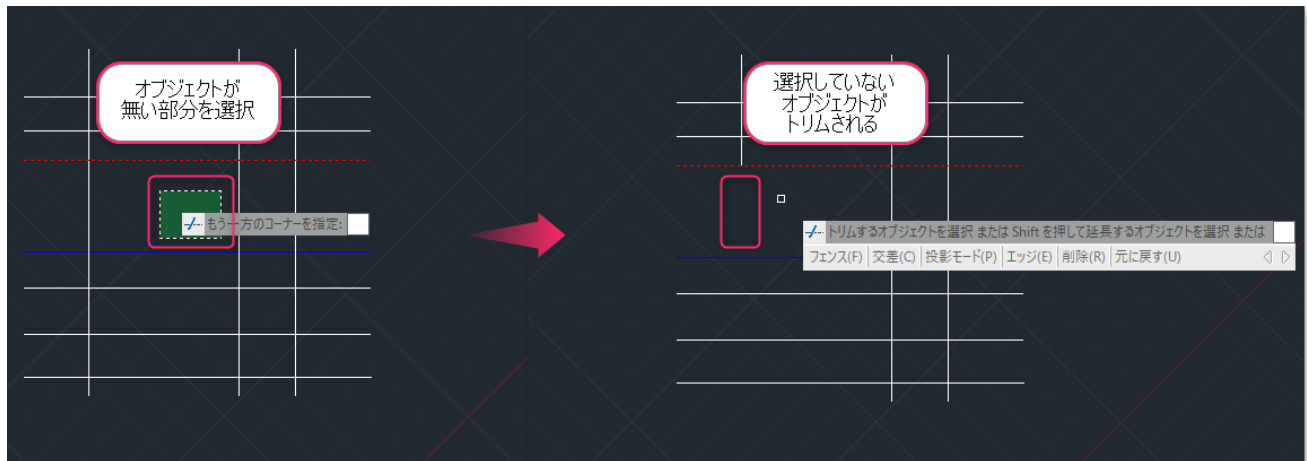 オブジェクトが
無い部分を選択
もう一方のコーナーを指定:
選択していない
オブジェクトが
トリムされる
トリムするオブジェクトを選択 または Shift を押して延長するオブジェクトを選択 または
フェンス(F) 交差(C) 投影モード(P) エッジ(E) 削除(R) 元に戻す(U)